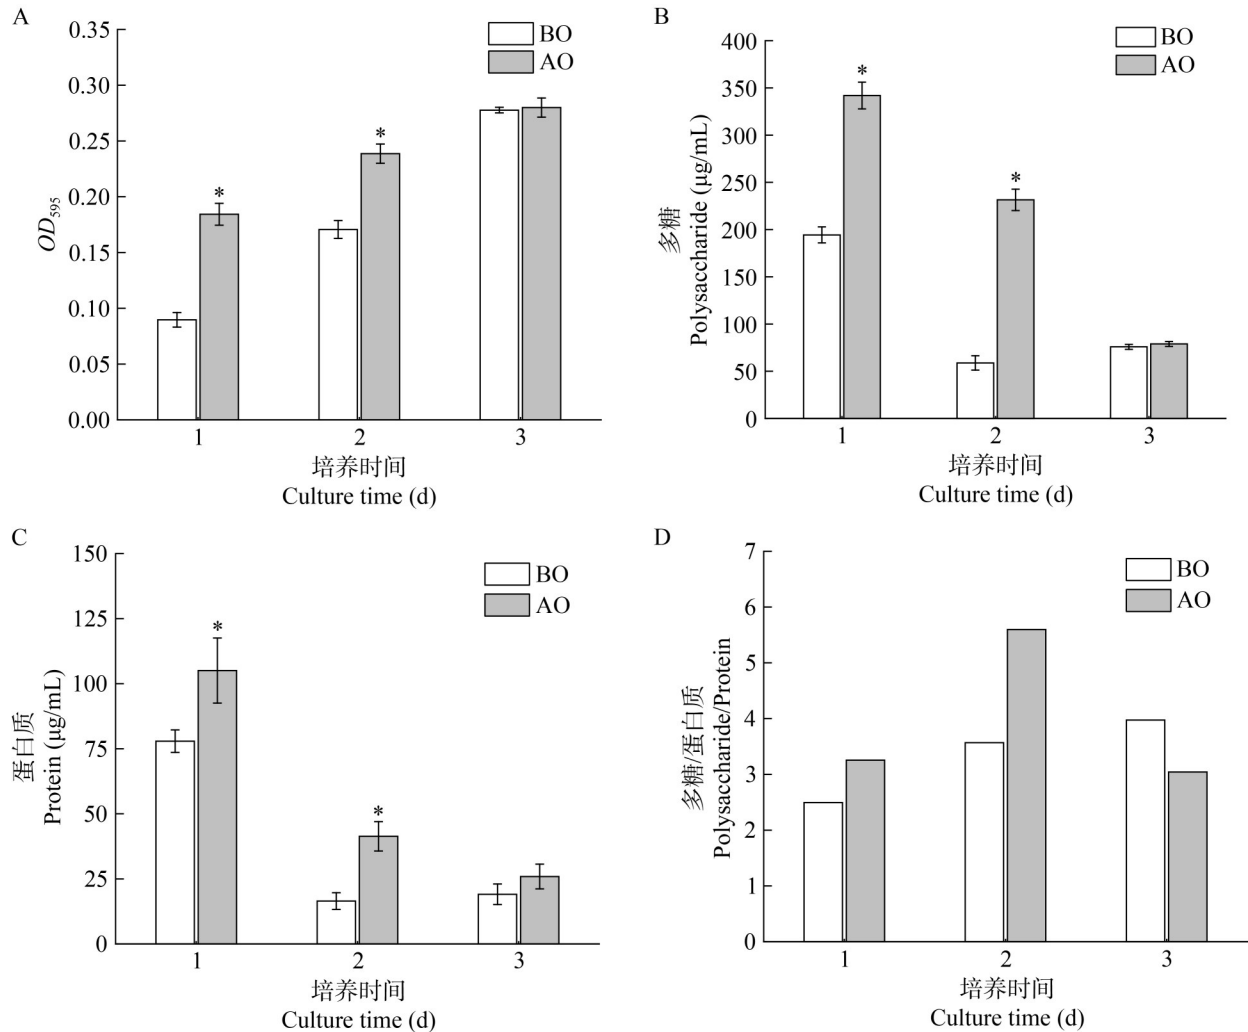 A
0.35
0.30
0.25
0.20
0.15
0.10
0.05
0.00
OD595
BO
AO
*
*
1
2
3
培养时间
Culture time (d)
B
400
350
300
250
200
150
100
50
0
多糖
Polysaccharide (μg/mL)
BO
AO
*
*
1
2
3
培养时间
Culture time (d)
C
150
125
100
75
50
25
0
蛋白质
Protein (μg/mL)
BO
AO
*
*
1
2
3
培养时间
Culture time (d)
D
7
6
5
4
3
2
1
0
多糖/蛋白质
Polysaccharide/Protein
BO
AO
1
2
3
培养时间
Culture time (d)